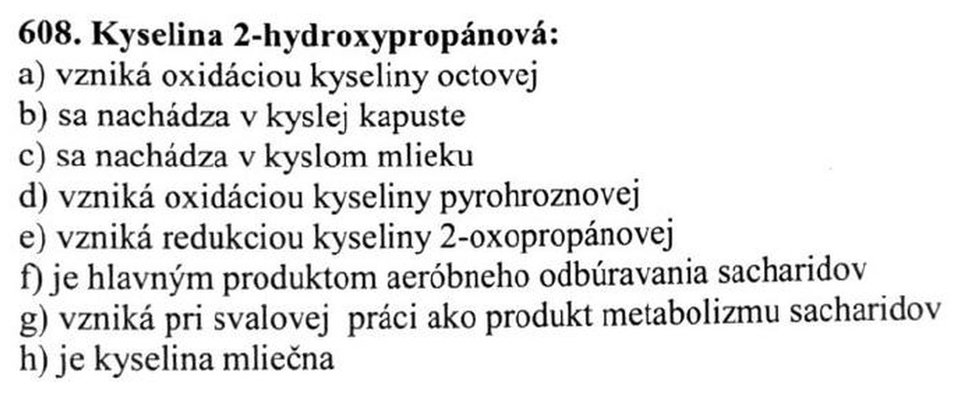 608. Kyselina 2-hydroxypropánová:
a) vzniká oxidáciou kyseliny octovej
b) sa nachádza v kyslej kapuste
c) sa nachádza v kyslom mlieku
d) vzniká oxidáciou kyseliny pyrohroznovej
e) vzniká redukciou kyseliny 2-oxopropánovej
f) je hlavným produktom aeróbneho odbúravania sacharidov
g) vzniká pri svalovej práci ako produkt metabolizmu sacharidov
h) je kyselina mliečna